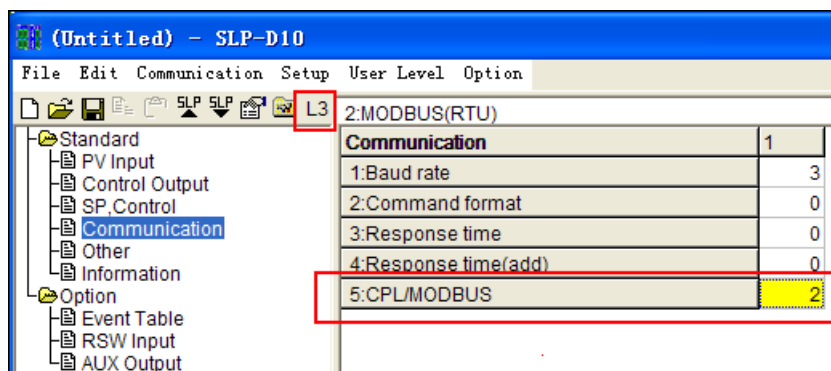 (Untitled) - SLP-D10
File Edit Communication Setup User Level Option
SLP SLP L3 2:MODBUS(RTU)
Standard
PV Input
Control Output
SP,Control
Communication
Other
Information
Option
Event Table
RSW Input
AUX Output
Communication 1
1:Baud rate 3
2:Command format 0
3:Response time 0
4:Response time(add) 0
5:CPL/MODBUS 2